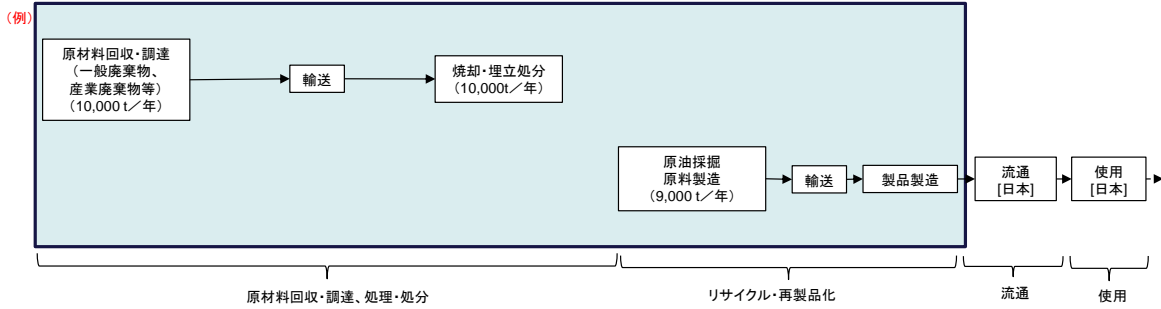 （例）
原材料回収・調達
（一般廃棄物、
産業廃棄物等）
（10,000 t／年）
輸送
焼却・埋立処分
（10,000t／年）
原油採掘
原料製造
（9,000 t／年）
輸送
製品製造
流通
[日本]
使用
[日本]
原材料回収・調達、処理・処分
リサイクル・再製品化
流通
使用